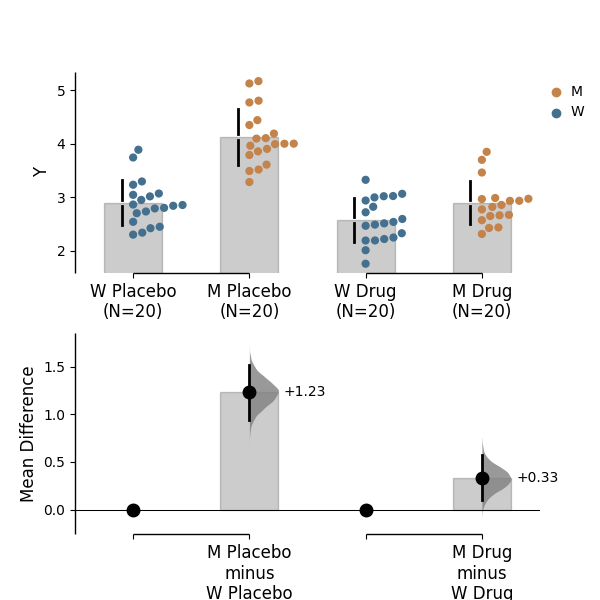 Y
5
4
3
2
M
W
W Placebo
(N=20)
M Placebo
(N=20)
W Drug
(N=20)
M Drug
(N=20)
Mean Difference
1.5
1.0
0.5
0.0
+1.23
+0.33
M Placebo
minus
W Placebo
M Drug
minus
W Drug